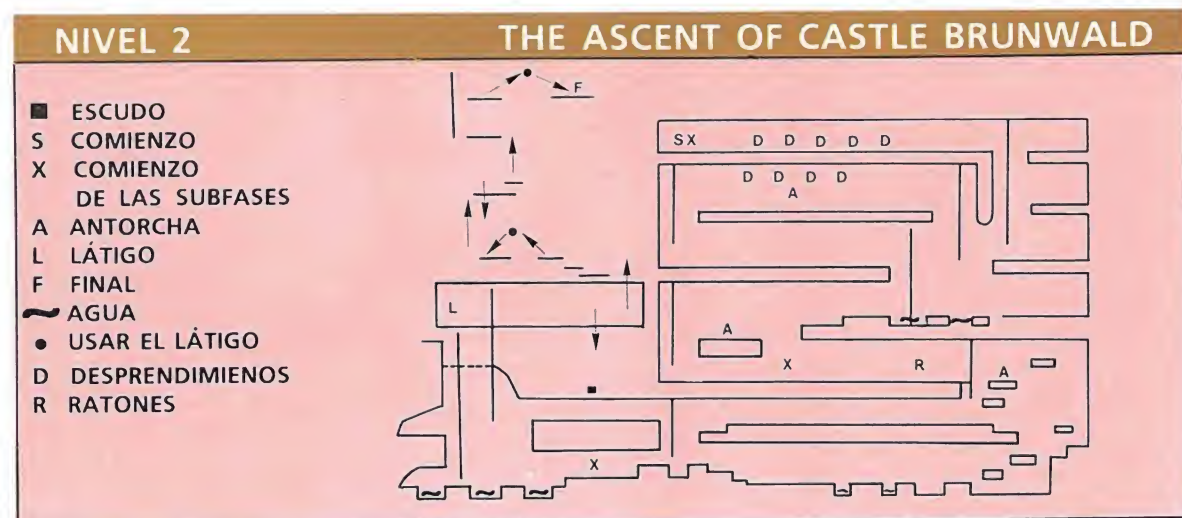 NIVEL 2
THE ASCENT OF CASTLE BRUNWALD
ESCUDO
S COMIENZO
X COMIENZO
DE LAS SUBFASES
A ANTORCHA
L LÁTIGO
F FINAL
AGUA
USAR EL LÁTIGO
D DESPRENDIMIENOS
R RATONES
F
S X D D D D D
D D D D
A
L
A
X R A
X